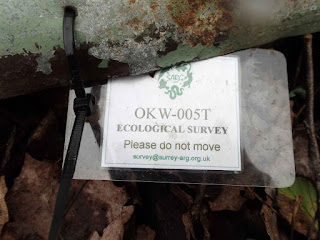 OKW-005T
ECOLOGICAL SURVEY
Please do not move
survey@surrey-arg.org.uk